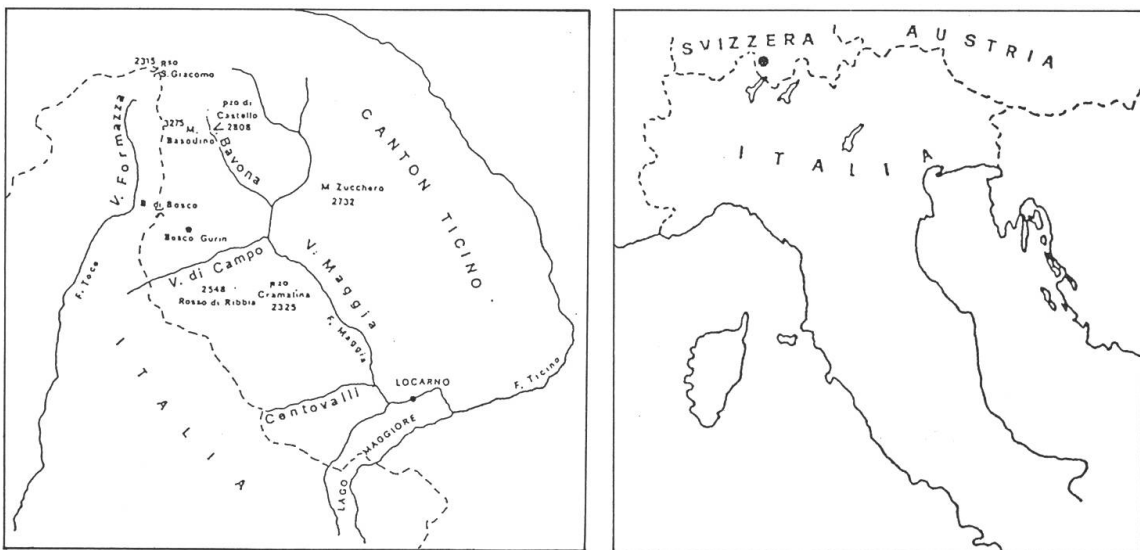 2315 Pso
S. Giacomo
V. Formazza
3275 M.
Basodino
pzo di
Castello
2808
V. Bavona
CANTON TICINO
M. Zucchero
2732
B. di Bosco
Bosco Gurin
V. di Campo
V. Maggia
2548
Rosso di Ribbia
pzo
Cramalina
2325
F. Toce
F. Maggia
ITALIA
LOCARNO
F. Ticino
Centovalli
LAGO MAGGIORE
SVIZZERA
AUSTRIA
ITALIA